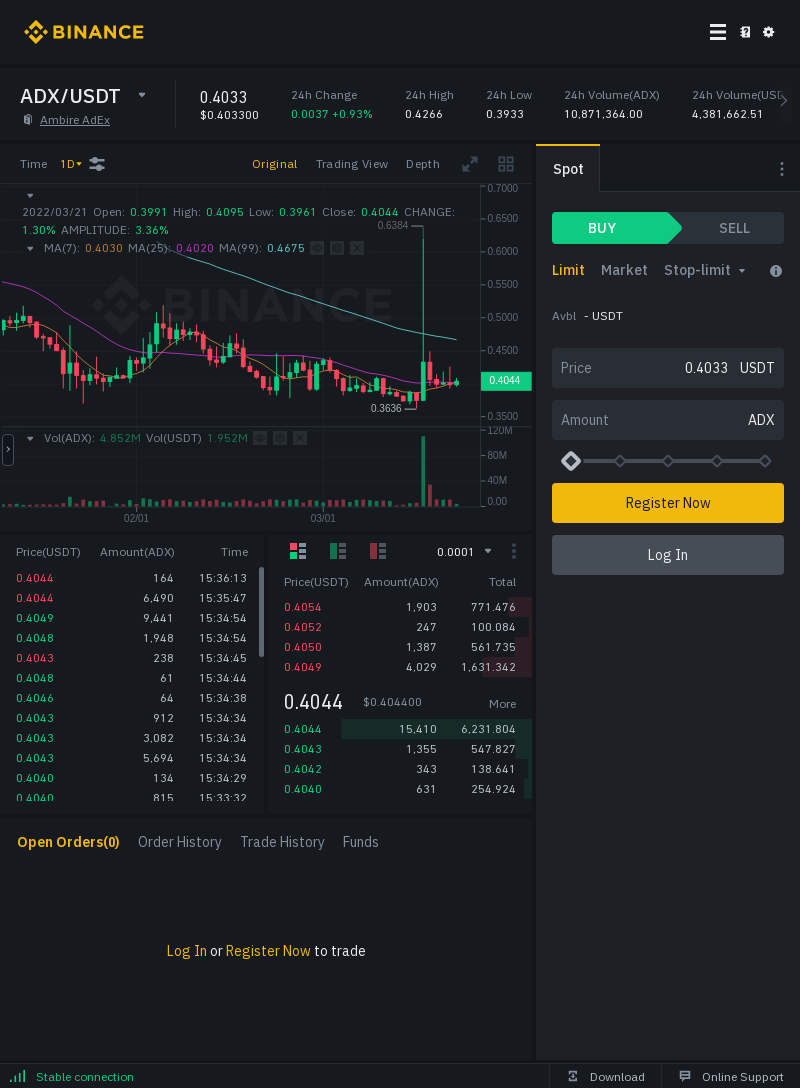 BINANCE
ADX/USDT
Ambire AdEx
0.4033
$0.403300
24h Change
0.0037 +0.93%
24h High
0.4266
24h Low
0.3933
24h Volume(ADX)
10,871,364.00
24h Volume(USD
4,381,662.51
Time 1D Original Trading View Depth
2022/03/21 Open: 0.3991 High: 0.4095 Low: 0.3961 Close: 0.4044 CHANGE:
1.30% AMPLITUDE: 3.36%
MA(7): 0.4030 MA(25): 0.4020 MA(99): 0.4675
0.6384
BINANCE
0.3636
0.7000
0.6500
0.6000
0.5500
0.5000
0.4500
0.4044
0.3500
Vol(ADX): 4.852M Vol(USDT) 1.952M
120M
80M
40M
0.00
02/01 03/01
Price(USDT) Amount(ADX) Time
0.4044 164 15:36:13
0.4044 6,490 15:35:47
0.4049 9,441 15:34:54
0.4048 1,948 15:34:54
0.4043 238 15:34:45
0.4048 61 15:34:44
0.4046 64 15:34:38
0.4043 912 15:34:34
0.4043 3,082 15:34:34
0.4043 5,694 15:34:34
0.4040 134 15:34:29
0.4040 815 15:33:32
0.0001
Price(USDT) Amount(ADX) Total
0.4054 1,903 771.476
0.4052 247 100.084
0.4050 1,387 561.735
0.4049 4,029 1,631.342
0.4044 $0.404400 More
0.4044 15,410 6,231.804
0.4043 1,355 547.827
0.4042 343 138.641
0.4040 631 254.924
Open Orders(0) Order History Trade History Funds
Log In or Register Now to trade
Spot
BUY SELL
Limit Market Stop-limit
Avbl - USDT
Price 0.4033 USDT
Amount ADX
Register Now
Log In
Stable connection
Download
Online Support